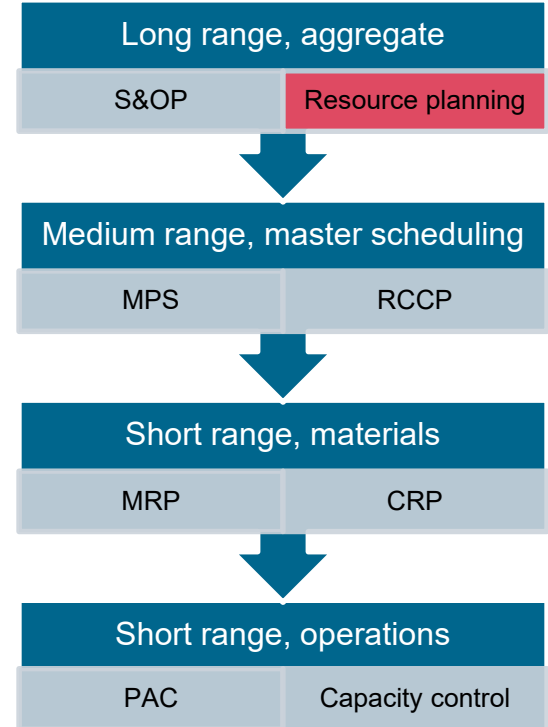 Long range, aggregate
S&OP
Resource planning
Medium range, master scheduling
MPS
RCCP
Short range, materials
MRP
CRP
Short range, operations
PAC
Capacity control